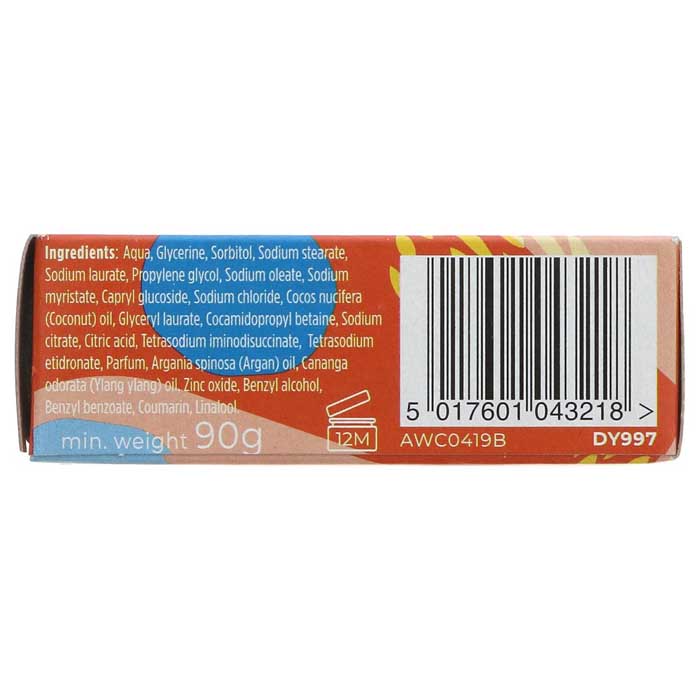 Ingredients: Aqua, Glycerine, Sorbitol, Sodium stearate,
Sodium laurate, Propylene glycol, Sodium oleate, Sodium
myristate, Capryl glucoside, Sodium chloride, Cocos nucifera
(Coconut) oil, Glyceryl laurate, Cocamidopropyl betaine, Sodium
citrate, Citric acid, Tetrasodium iminodisuccinate, Tetrasodium
etidronate, Parfum, Argania spinosa (Argan) oil, Cananga
odorata (Ylang ylang) oil, Zinc oxide, Benzyl alcohol,
Benzyl benzoate, Coumarin, Linalool.
min. weight 90g
12M
5 017601 043218 >
AWC0419B
DY997